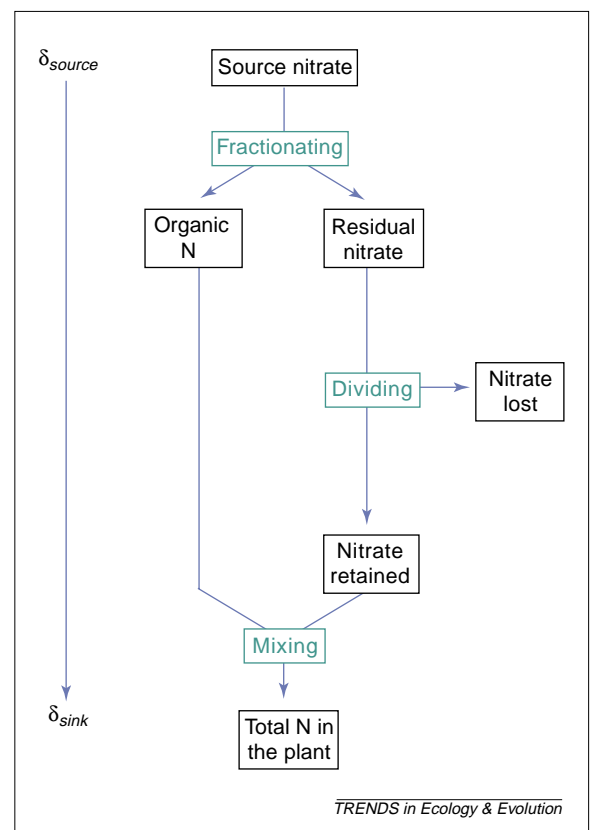 δsource
Source nitrate
Fractionating
Organic
N
Residual
nitrate
Dividing
Nitrate
lost
Nitrate
retained
Mixing
δsink
Total N in
the plant
TRENDS in Ecology & Evolution